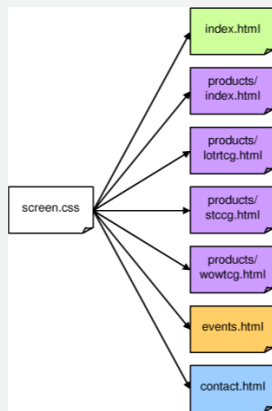 index.html
products/
index.html
products/
lotrtcg.html
products/
stccg.html
screen.css
products/
wowtcg.html
events.html
contact.html